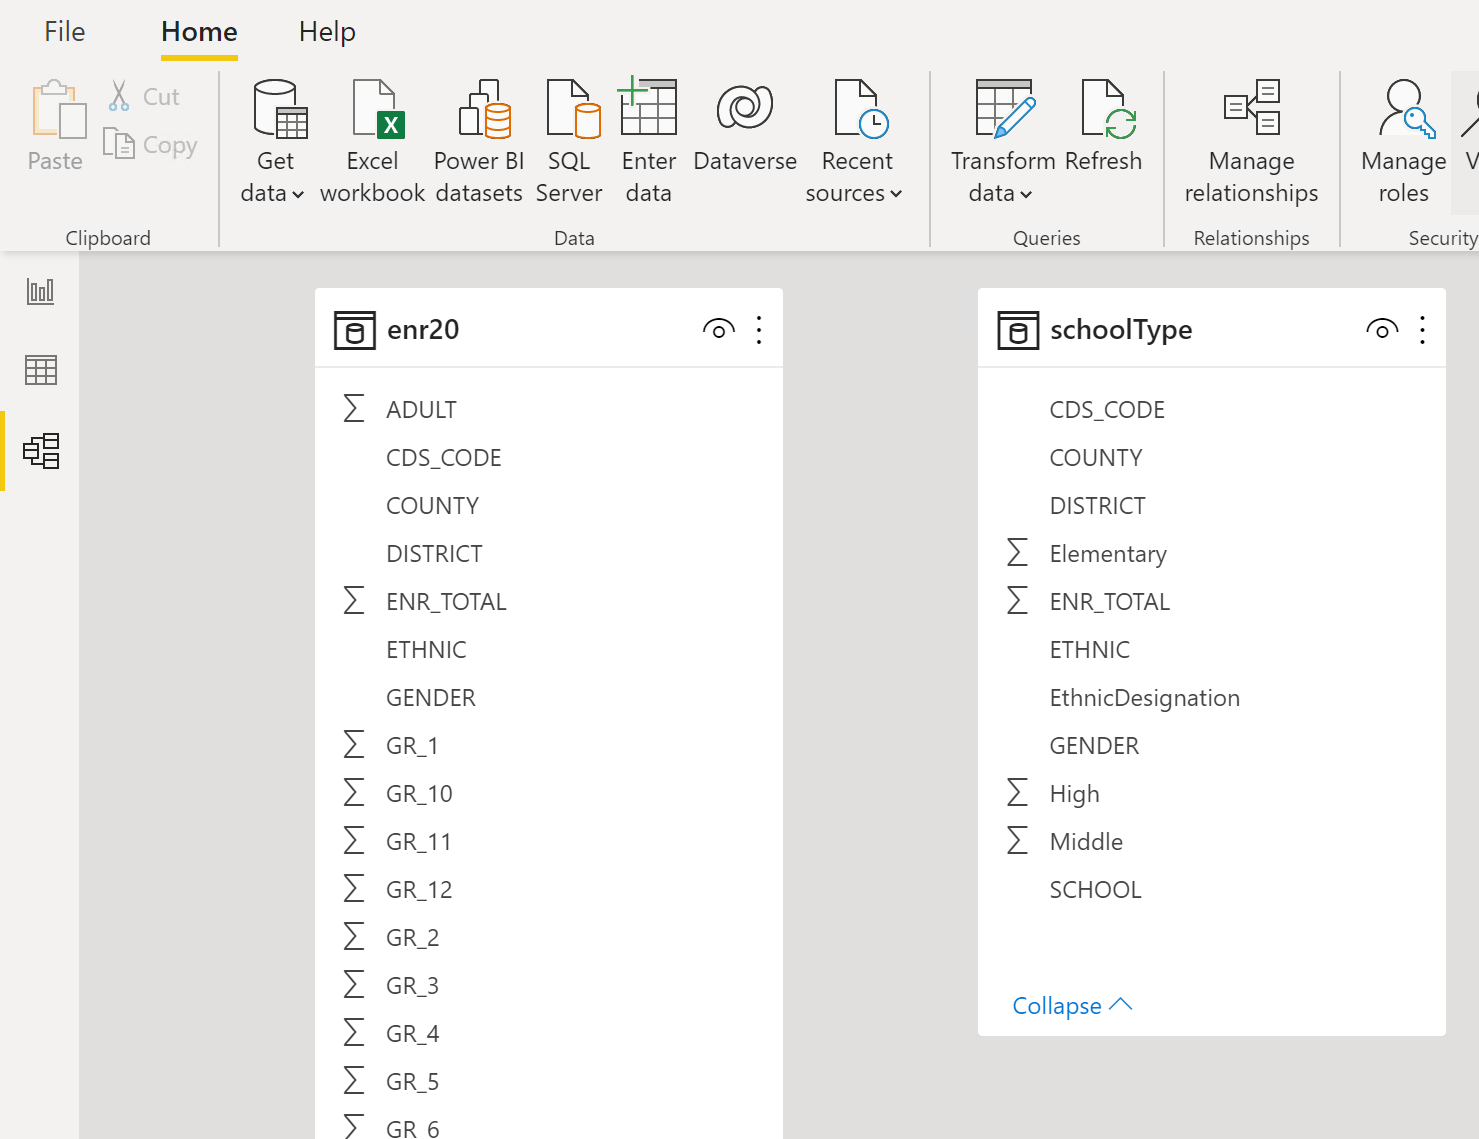 File Home Help
Paste
Cut
Copy
Get
data
Excel
workbook
Power BI
datasets
SQL
Server
Enter
data
Dataverse
Recent
sources
Transform
data
Refresh
Manage
relationships
Manage
roles
Clipboard
Data
Queries
Relationships
Security
enr20
ADULT
CDS_CODE
COUNTY
DISTRICT
ENR_TOTAL
ETHNIC
GENDER
GR_1
GR_10
GR_11
GR_12
GR_2
GR_3
GR_4
GR_5
GR_6
schoolType
CDS_CODE
COUNTY
DISTRICT
Elementary
ENR_TOTAL
ETHNIC
EthnicDesignation
GENDER
High
Middle
SCHOOL
Collapse